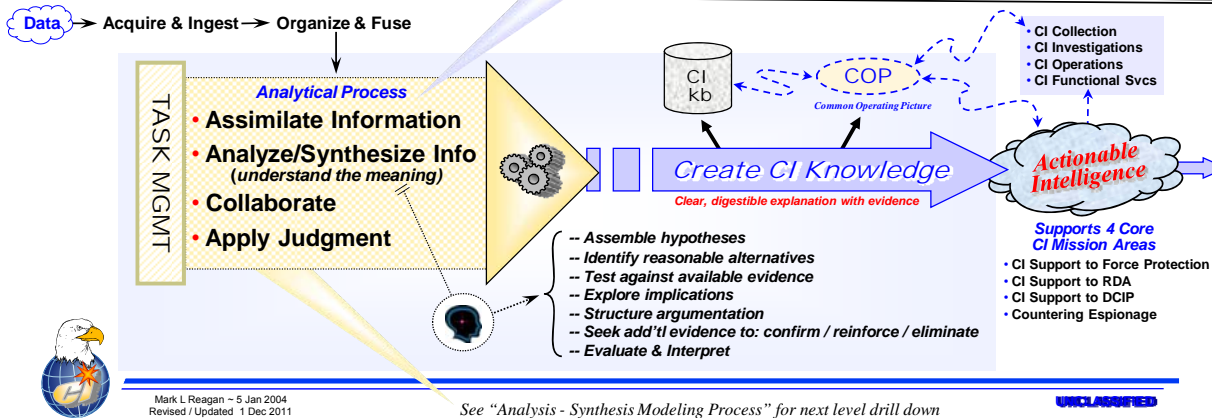 Data
Acquire & Ingest
Organize & Fuse
TASK MGMT
Analytical Process
• Assimilate Information
• Analyze/Synthesize Info
(understand the meaning)
• Collaborate
• Apply Judgment
CI
kb
COP
Common Operating Picture
• CI Collection
• CI Investigations
• CI Operations
• CI Functional Svcs
Create CI Knowledge
Clear, digestible explanation with evidence
Actionable
Intelligence
Supports 4 Core
CI Mission Areas
• CI Support to Force Protection
• CI Support to RDA
• CI Support to DCIP
• Countering Espionage
-- Assemble hypotheses
-- Identify reasonable alternatives
-- Test against available evidence
-- Explore implications
-- Structure argumentation
-- Seek add'tl evidence to: confirm / reinforce / eliminate
-- Evaluate & Interpret
CI
Mark L Reagan ~ 5 Jan 2004
Revised / Updated 1 Dec 2011
See “Analysis - Synthesis Modeling Process” for next level drill down
UNCLASSIFIED